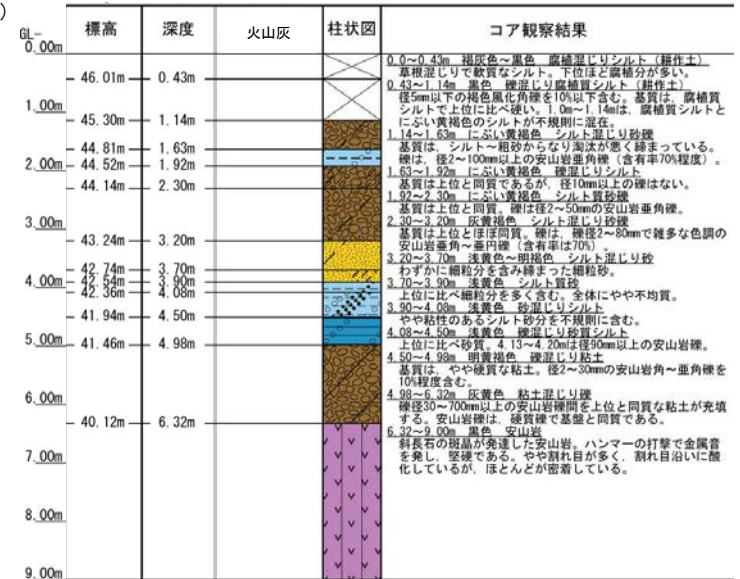 )
GL-
標高 深度 火山灰 柱状図 コア観察結果
0.00m
46.01m 0.43m
1.00m
45.30m 1.14m
44.81m 1.63m
44.52m 1.92m
2.00m
44.14m 2.30m
3.00m
43.24m 3.20m
42.74m 3.70m
42.54m 3.90m
4.00m
42.36m 4.08m
41.94m 4.50m
41.46m 4.98m
5.00m
6.00m
40.12m 6.32m
7.00m
8.00m
9.00m
0.0~0.43m 褐灰色~黒色 腐植混じりシルト(耕作土)
草根混じりで軟質なシルト。下位ほど腐植分が多い。
0.43~1.14m 黒色 礫混じり腐植質シルト(耕作土)
径5mm以下の褐色風化角礫を10%以下含む。基質は、腐植質
シルトで上位に比べ硬い。1.0m~1.14mは、腐植質シルトと
にぶい黄褐色のシルトが不規則に混在。
1.14~1.63m にぶい黄褐色 シルト混じり砂礫
基質は、シルト~粗砂からなり淘汰が悪く締まっている。
礫は、径2~100mm以上の安山岩亜角礫(含有率70%程度)。
1.63~1.92m にぶい黄褐色 礫混じりシルト
基質は上位と同質であるが、径10mm以上の礫はない。
1.92~2.30m にぶい黄褐色 シルト質砂礫
基質は上位と同質。礫は径2~50mmの安山岩亜角礫。
2.30~3.20m 灰黄褐色 シルト混じり砂礫
基質は上位とほぼ同質。礫は、礫径2~80mmで雑多な色調の
安山岩亜角~亜円礫(含有率は70%)。
3.20~3.70m 浅黄色~明褐色 シルト混じり砂
わずかに細粒分を含み締まった細粒砂。
3.70~3.90m 浅黄色 シルト質砂
上位に比べ細粒分を多く含む。全体にやや不均質。
3.90~4.08m 浅黄色 砂混じりシルト
やや粘性のあるシルト砂分を不規則に含む。
4.08~4.50m 浅黄色 礫混じり砂質シルト
上位に比べ砂質。4.13~4.20mは径90mm以上の安山岩礫。
4.50~4.98m 明黄褐色 礫混じり粘土
基質は、やや硬質な粘土。径2~30mmの安山岩角~亜角礫を
10%程度含む。
4.98~6.32m 灰黄色 粘土混じり礫
礫径30~700mm以上の安山岩礫間を上位と同質な粘土が充填
する。安山岩礫は、硬質礫で基盤と同質である。
6.32~9.00m 黒色 安山岩
斜長石の斑晶が発達した安山岩。ハンマーの打撃で金属音
を発し、堅硬である。やや割れ目が多く、割れ目沿いに酸
化しているが、ほとんどが密着している。